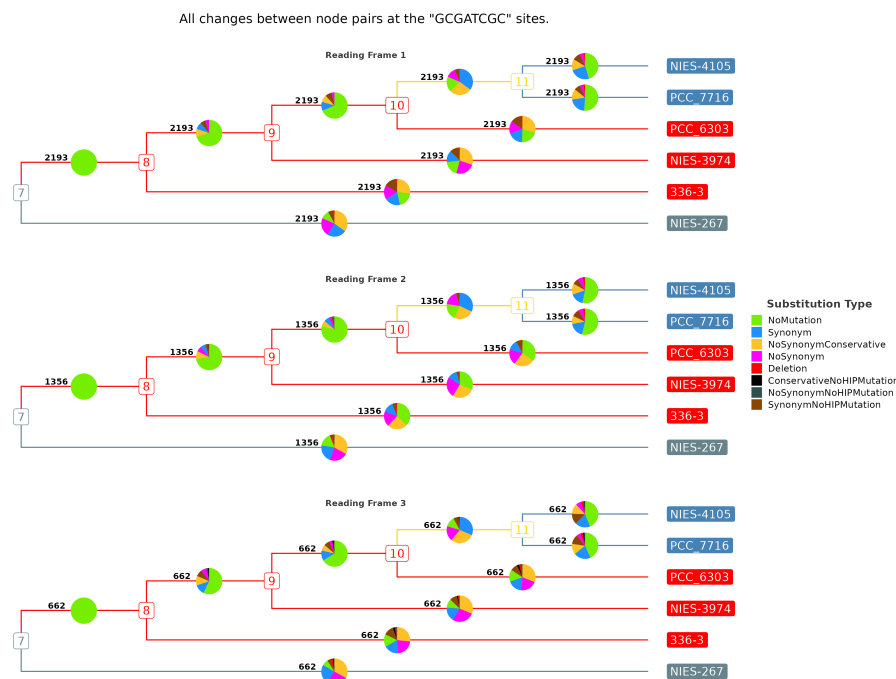 All changes between node pairs at the "GCGATCGC" sites.
Reading Frame 1
2193 NIES-4105
2193 11
2193 PCC_7716
2193 10
2193 PCC_6303
2193 9
2193 NIES-3974
2193 8
2193 336-3
7
2193 NIES-267
Reading Frame 2
1356 NIES-4105
1356 11
1356 PCC_7716
1356 10
1356 PCC_6303
1356 9
1356 NIES-3974
1356 8
1356 336-3
7
1356 NIES-267
Reading Frame 3
662 NIES-4105
662 11
662 PCC_7716
662 10
662 PCC_6303
662 9
662 NIES-3974
662 8
662 336-3
7
662 NIES-267
Substitution Type
NoMutation
Synonym
NoSynonymConservative
NoSynonym
Deletion
ConservativeNoHIPMutation
NoSynonymNoHIPMutation
SynonymNoHIPMutation